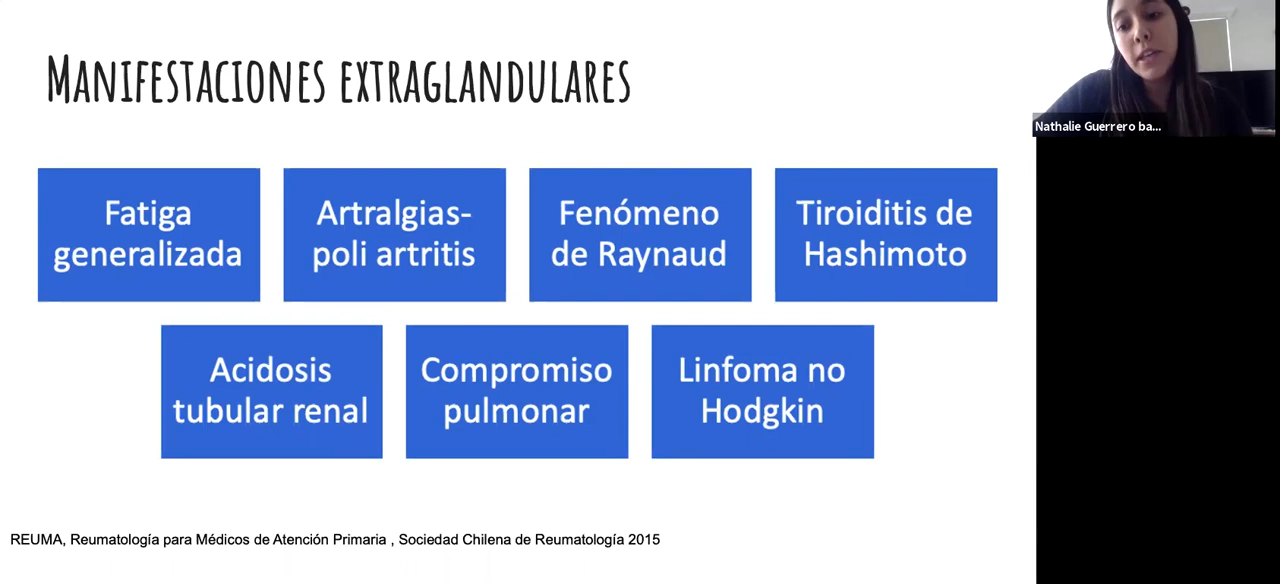 Manifestaciones extraglandulares
Nathalie Guerrero ba...
Fatiga
generalizada
Artralgias-
poli artritis
Fenómeno
de Raynaud
Tiroiditis de
Hashimoto
Acidosis
tubular renal
Compromiso
pulmonar
Linfoma no
Hodgkin
REUMA, Reumatología para Médicos de Atención Primaria , Sociedad Chilena de Reumatología 2015